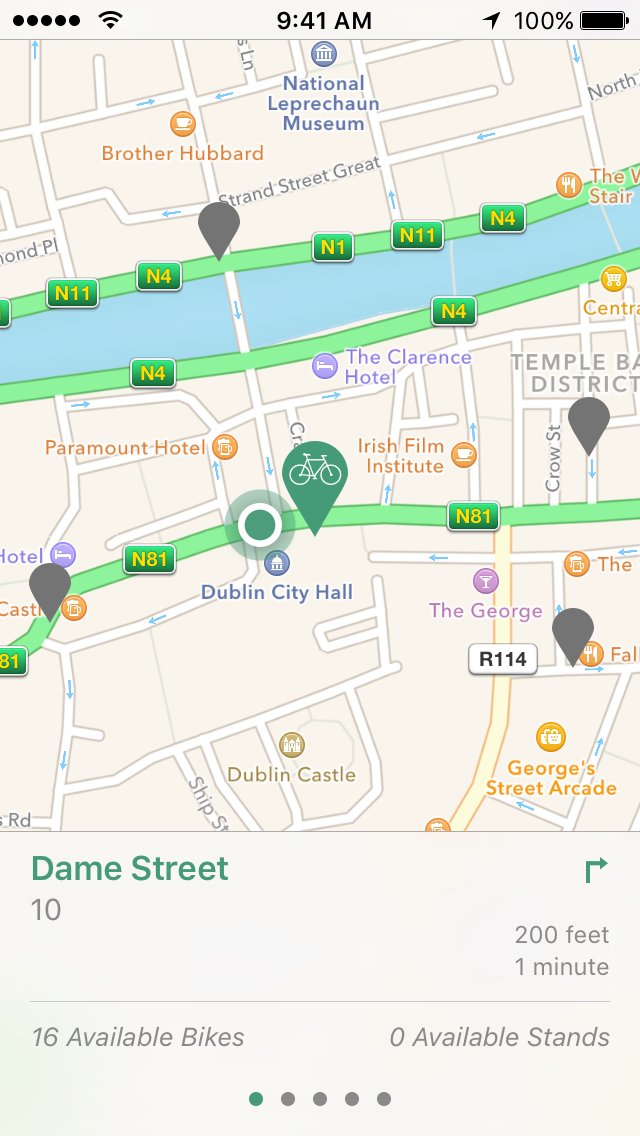 9:41 AM
100%
s Ln
North
National
Leprechaun
Museum
Brother Hubbard
Strand Street Great
The W
Stair
mond Pl
N4
N11
N1
N4
N11
Centra
N4
N4
The Clarence
Hotel
TEMPLE BA
DISTRICT
Cra
Paramount Hotel
Irish Film
Institute
Crow St
N81
Hotel
N81
The
Dublin City Hall
Castl
The George
81
R114
Fall
George's
Street Arcade
Dublin Castle
Ship St
s Rd
Dame Street
10
200 feet
1 minute
16 Available Bikes
0 Available Stands